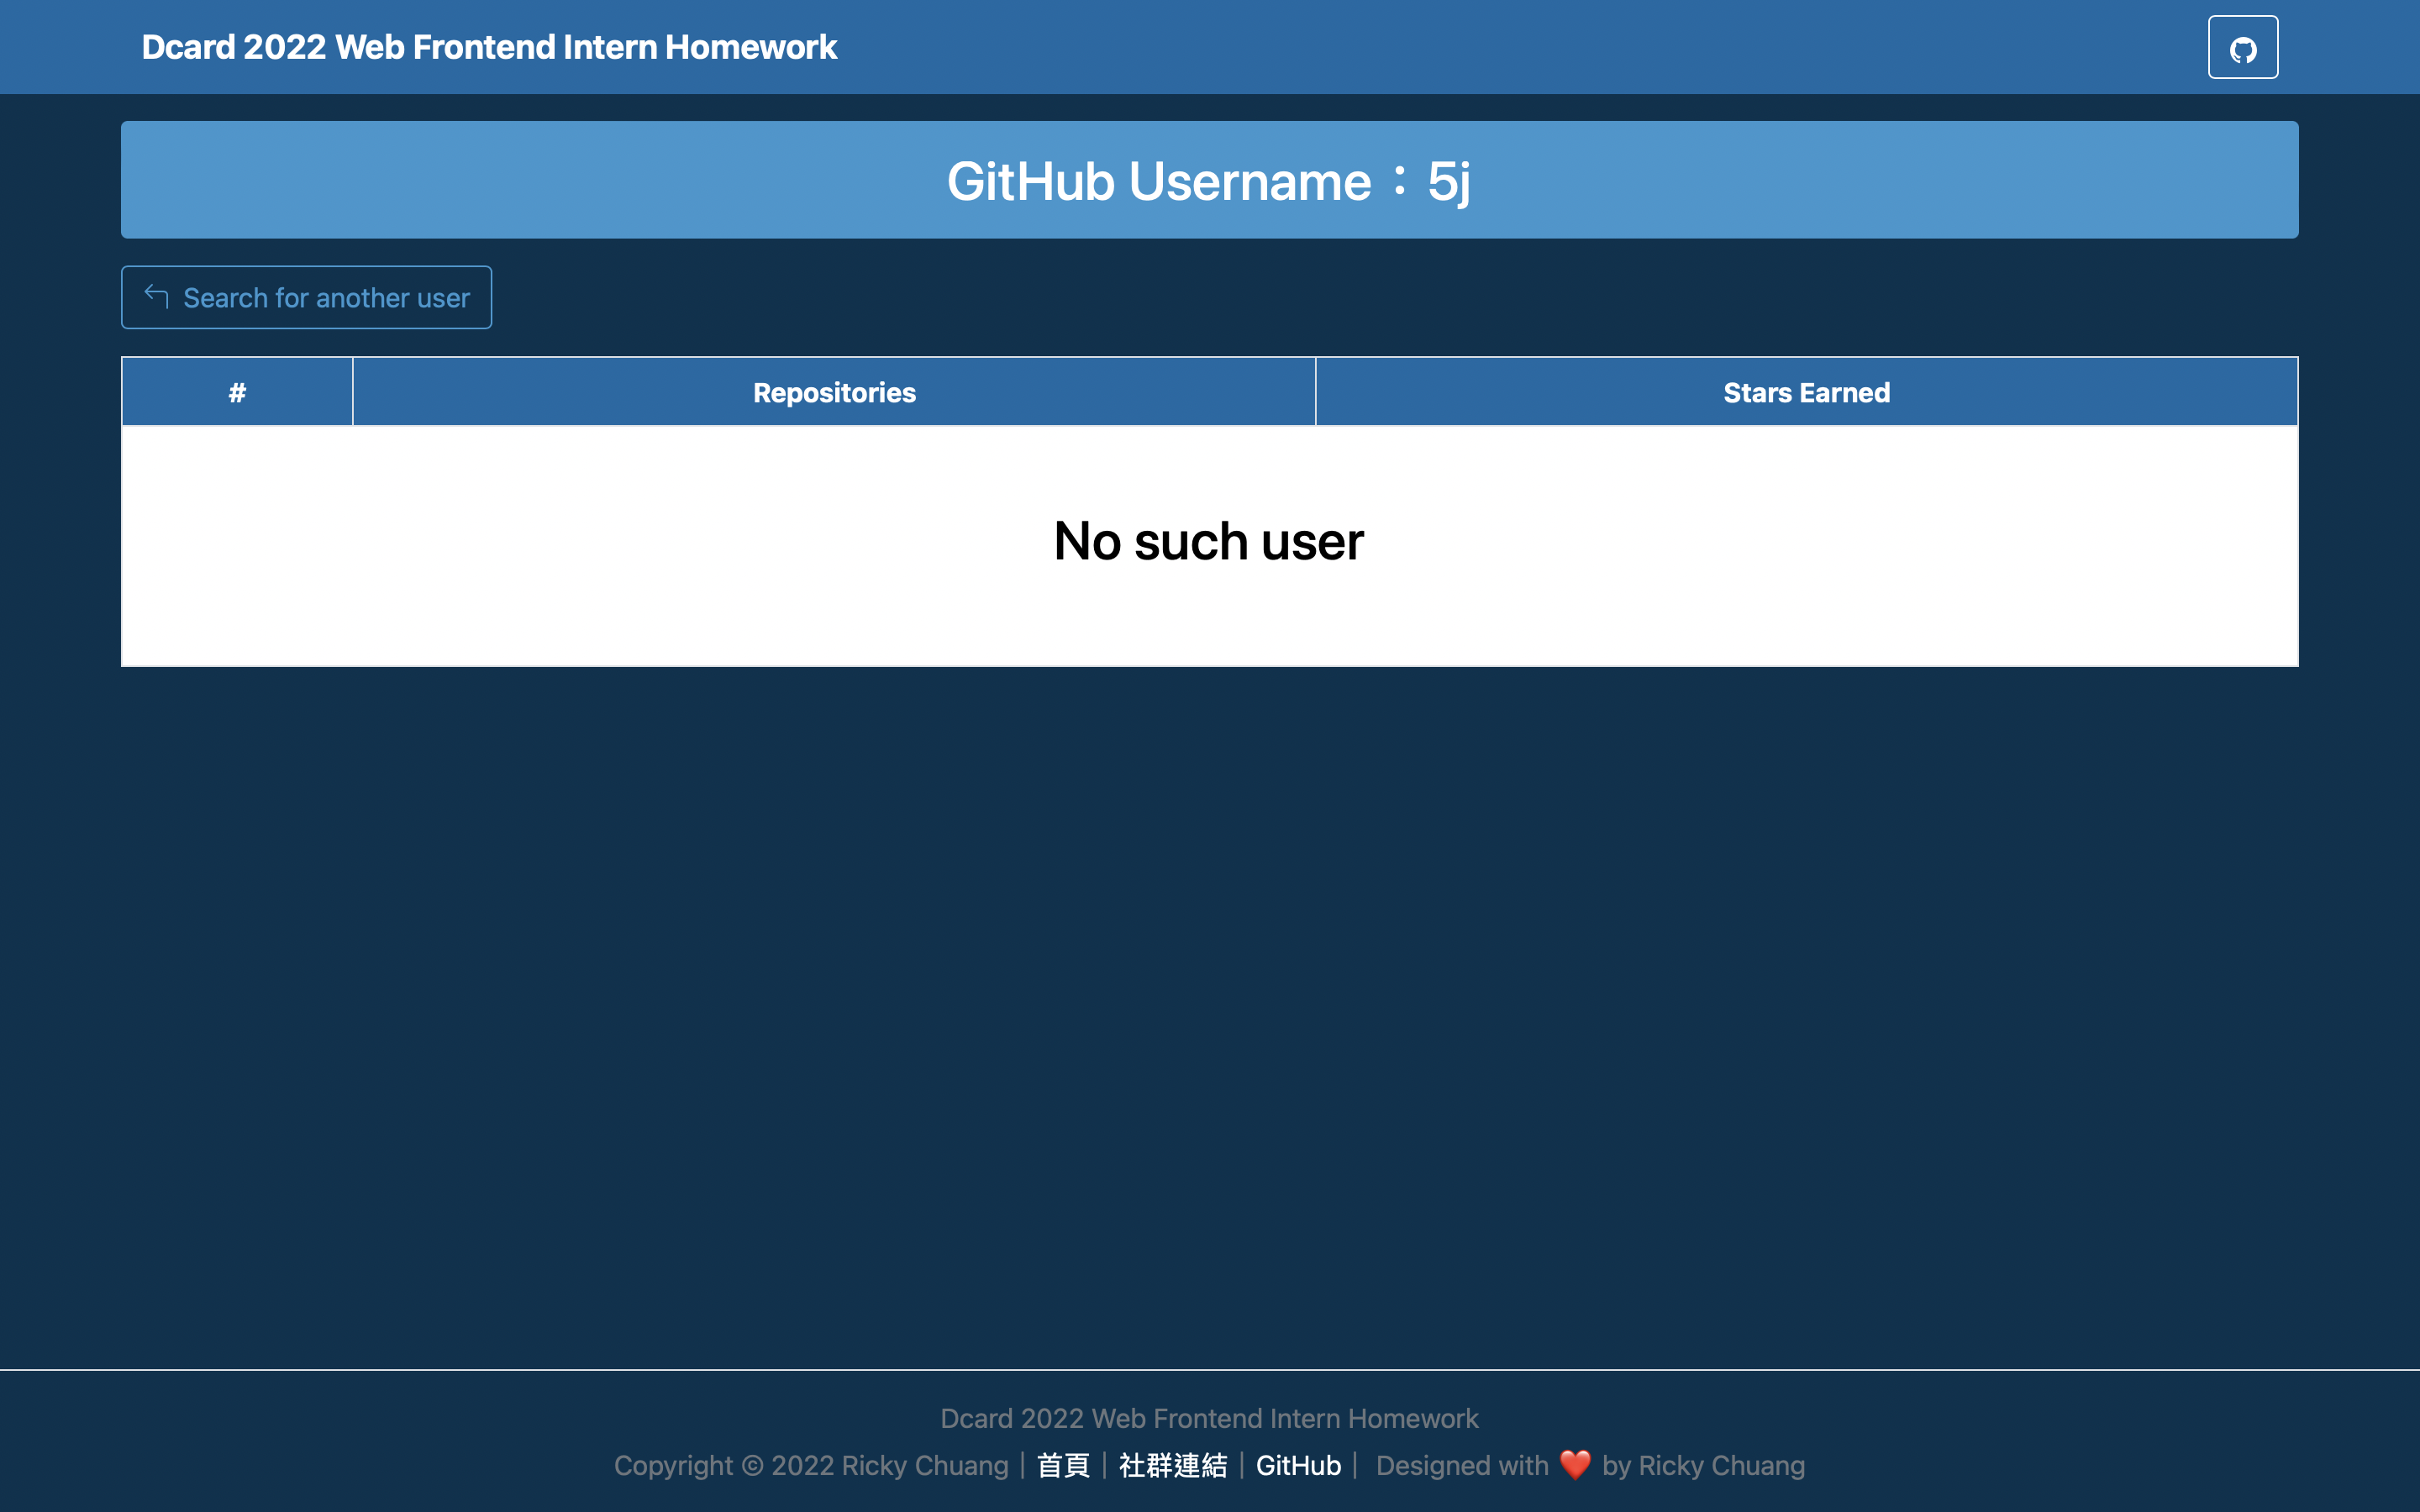 Dcard 2022 Web Frontend Intern Homework
GitHub Username：5j
Search for another user
# Repositories Stars Earned
No such user
Dcard 2022 Web Frontend Intern Homework
Copyright © 2022 Ricky Chuang｜首頁｜社群連結｜GitHub｜ Designed with ❤️ by Ricky Chuang